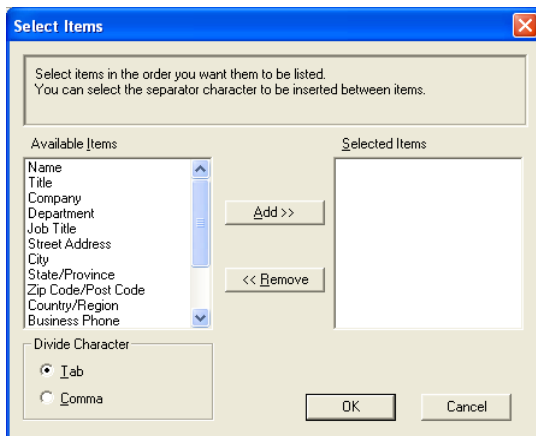 Select Items
Select items in the order you want them to be listed.
You can select the separator character to be inserted between items.
Available Items
Selected Items
Name
Title
Company
Department
Job Title
Street Address
City
State/Province
Zip Code/Post Code
Country/Region
Business Phone
Add >>
<< Remove
Divide Character
Tab
Comma
OK
Cancel